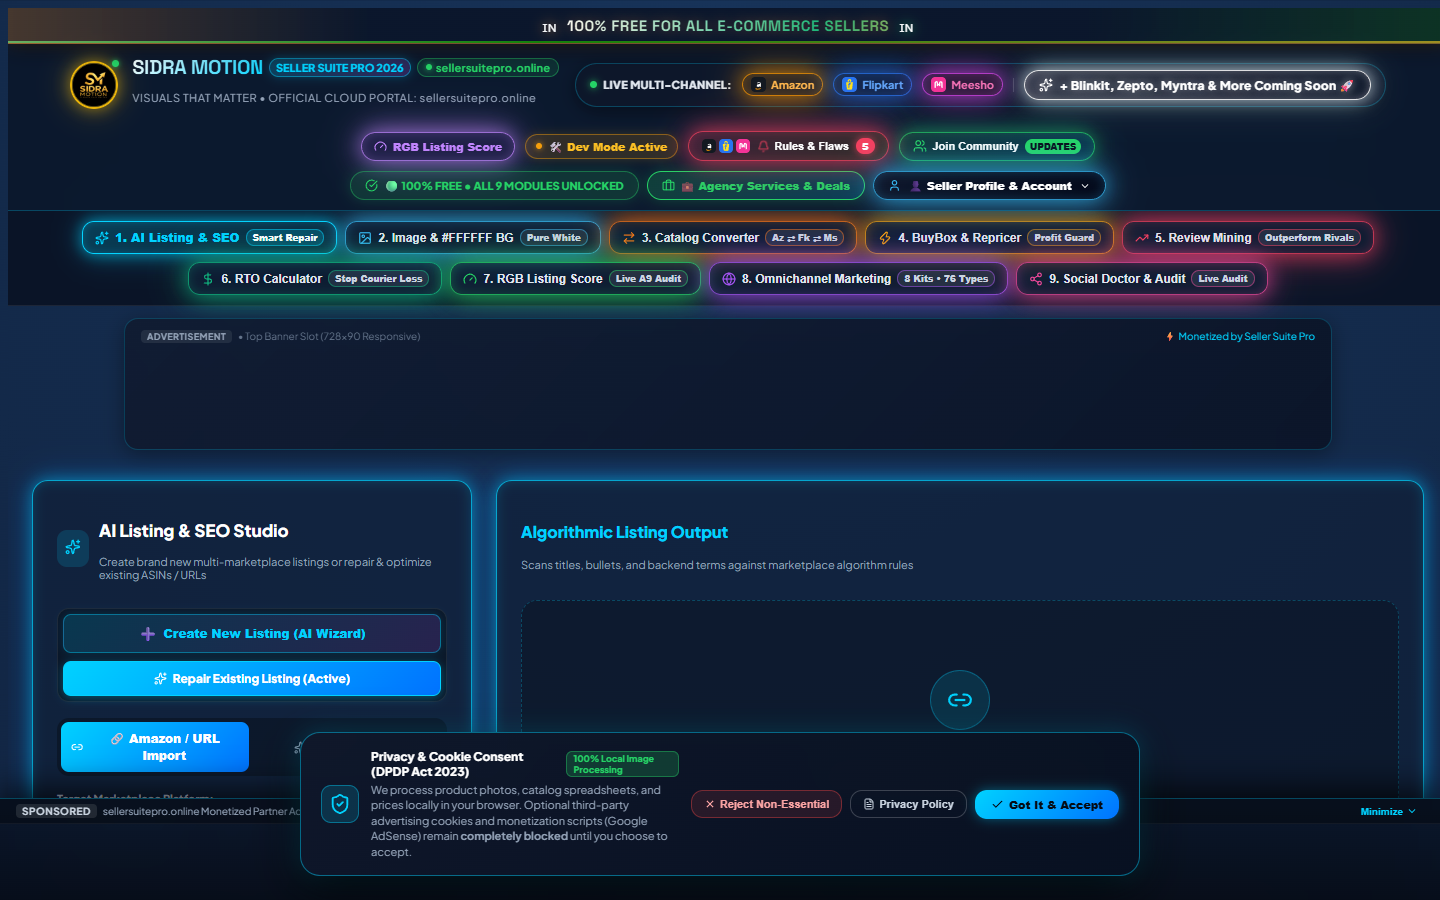 IN 100% FREE FOR ALL E-COMMERCE SELLERS IN
SIDRA MOTION SELLER SUITE PRO 2026 sellersuitepro.online
VISUALS THAT MATTER • OFFICIAL CLOUD PORTAL: sellersuitepro.online
SIDRA
MOTION
LIVE MULTI-CHANNEL: Amazon Flipkart Meesho + Blinkit, Zepto, Myntra & More Coming Soon 🚀
RGB Listing Score 🛠 Dev Mode Active Rules & Flaws 5 Join Community UPDATES
100% FREE • ALL 9 MODULES UNLOCKED Agency Services & Deals Seller Profile & Account
1. AI Listing & SEO Smart Repair 2. Image & #FFFFFF BG Pure White 3. Catalog Converter Az ⇄ Fk ⇄ Ms 4. BuyBox & Repricer Profit Guard 5. Review Mining Outperform Rivals
6. RTO Calculator Stop Courier Loss 7. RGB Listing Score Live A9 Audit 8. Omnichannel Marketing 8 Kits • 76 Types 9. Social Doctor & Audit Live Audit
ADVERTISEMENT • Top Banner Slot (728×90 Responsive) Monetized by Seller Suite Pro
AI Listing & SEO Studio
Create brand new multi-marketplace listings or repair & optimize
existing ASINs / URLs
➕ Create New Listing (AI Wizard)
Repair Existing Listing (Active)
🔗 Amazon / URL
Import
Target Marketplace Platform
Algorithmic Listing Output
Scans titles, bullets, and backend terms against marketplace algorithm rules
Privacy & Cookie Consent
(DPDP Act 2023)
100% Local Image
Processing
We process product photos, catalog spreadsheets, and
prices locally in your browser. Optional third-party
advertising cookies and monetization scripts (Google
AdSense) remain completely blocked until you choose to
accept.
Reject Non-Essential Privacy Policy Got It & Accept
SPONSORED sellersuitepro.online Monetized Partner Minimize